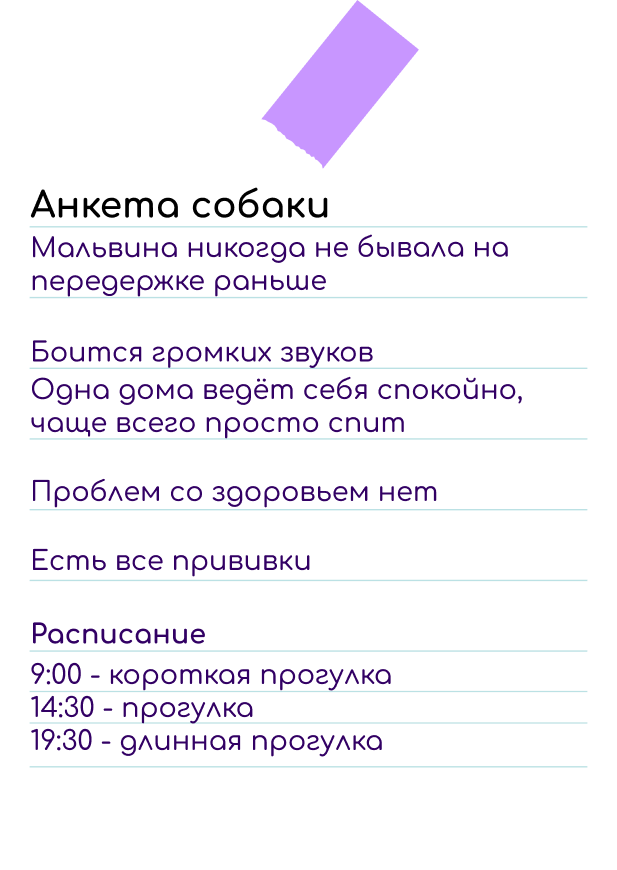 Анкета собаки
Мальвина никогда не бывала на
передержке раньше
Боится громких звуков
Одна дома ведёт себя спокойно,
чаще всего просто спит
Проблем со здоровьем нет
Есть все прививки
Расписание
9:00 - короткая прогулка
14:30 - прогулка
19:30 - длинная прогулка